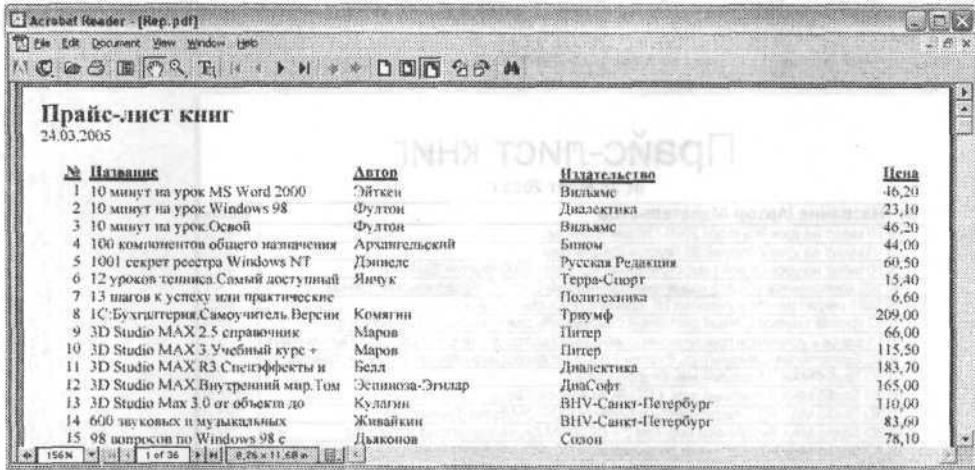 Acrobat Reader - [Rep.pdf]
File Edit Document View Window Help
Прайс-лист книг
24.03.2005
№ Название Автор Издательство Цена
1 10 минут на урок MS Word 2000 Эйткен Вильямс 46,20
2 10 минут на урок Windows 98 Фултон Диалектика 23,10
3 10 минут на урок.Освой Фултон Вильямс 46,20
4 100 компонентов общего назначения Архангельский Бином 44,00
5 1001 секрет реестра Windows NT Дэниелс Русская Редакция 60,50
6 12 уроков тенниса.Самый доступный Янчук Терра-Спорт 15,40
7 13 шагов к успеху или практические Политехника 6,60
8 1С:Бухгалтерия.Самоучитель.Версии Комягин Триумф 209,00
9 3D Studio MAX 2.5 справочник Маров Питер 66,00
10 3D Studio MAX 3.Учебный курс + Маров Питер 115,50
11 3D Studio MAX R3.Спецэффекты и Белл Диалектика 183,70
12 3D Studio MAX.Внутренний мир.Том Эспиноза-Эгилар ДиаСофт 165,00
13 3D Studio Max 3.0 от объекта до Кулагин BHV-Санкт-Петербург 110,00
14 600 звуковых и музыкальных Живайкин BHV-Санкт-Петербург 83,60
15 98 вопросов по Windows 98 с Дьяконов Солон 78,10
156% 1 of 36 8,26 x 11,68 in